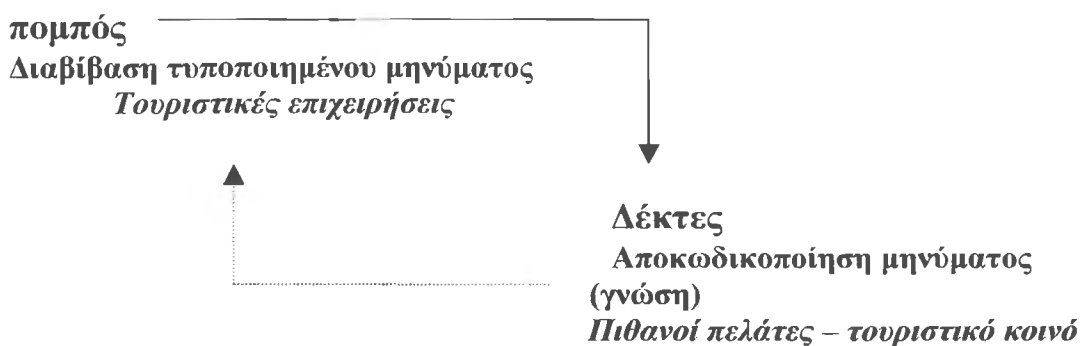 πομπός
Διαβίβαση τυποποιημένου μηνύματος
Τουριστικές επιχειρήσεις
Δέκτες
Αποκωδικοποίηση μηνύματος
(γνώση)
Πιθανοί πελάτες – τουριστικό κοινό